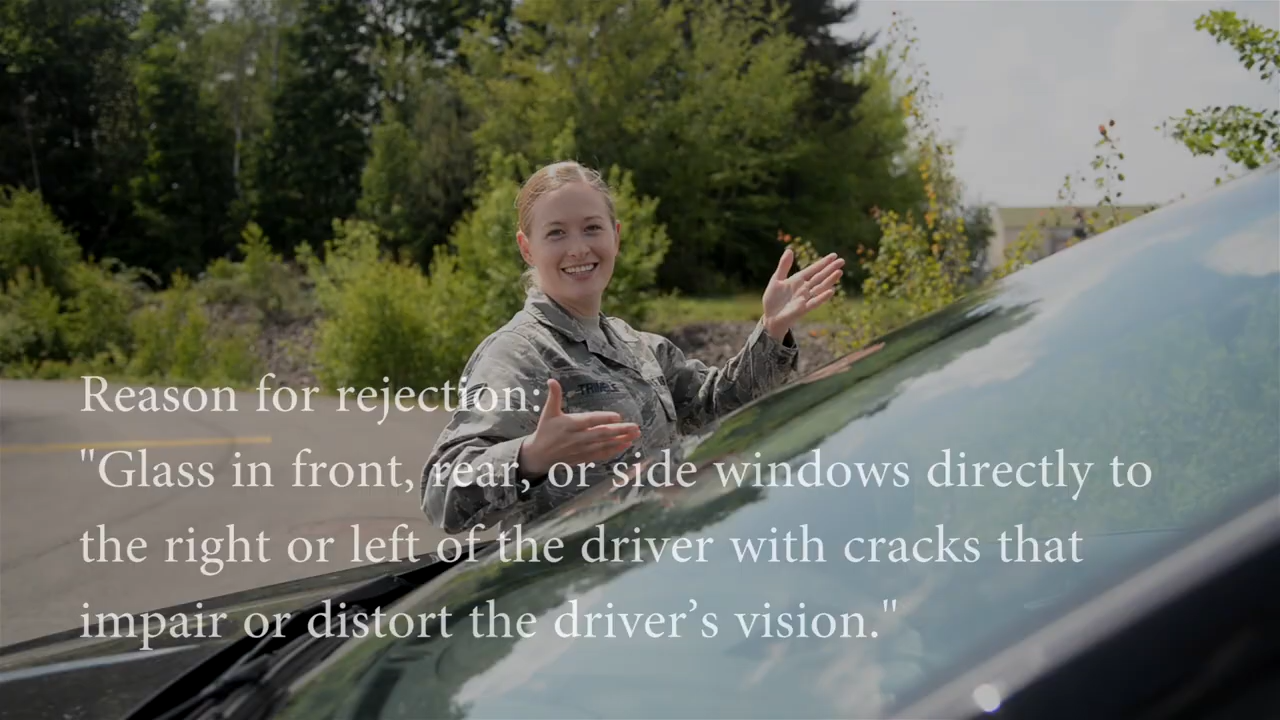 TRIMBLE
Reason for rejection:
"Glass in front, rear, or side windows directly to
the right or left of the driver with cracks that
impair or distort the driver’s vision."